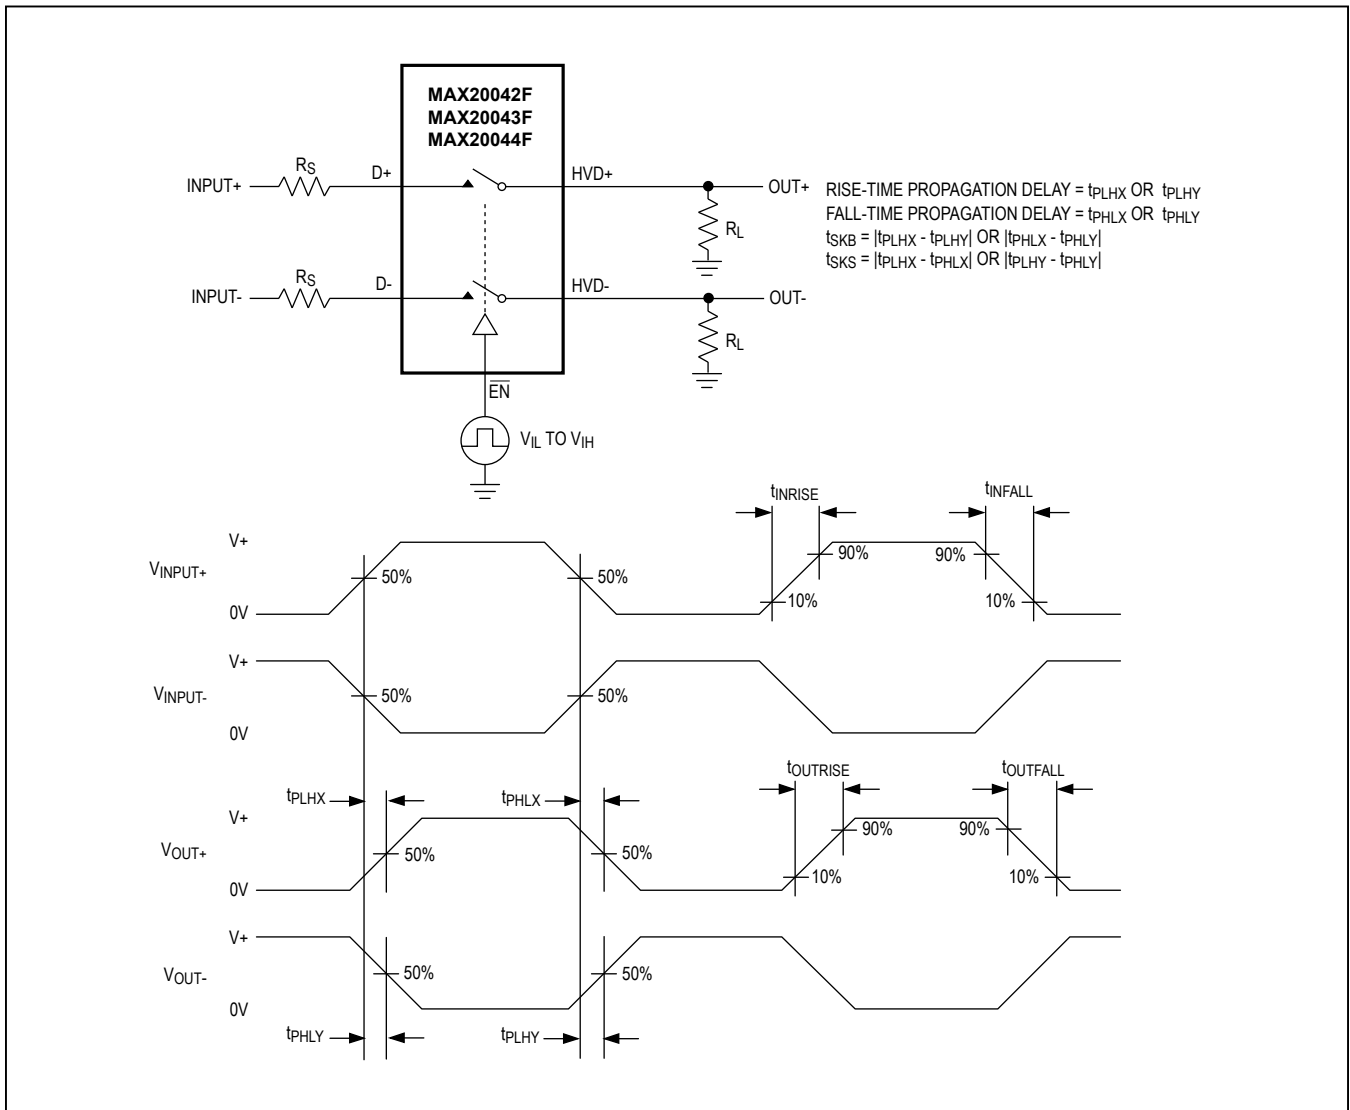 MAX20042F
MAX20043F
MAX20044F
INPUT+
RS
D+
HVD+
OUT+
RL
RISE-TIME PROPAGATION DELAY = tPLHX OR tPLHY
FALL-TIME PROPAGATION DELAY = tPHLX OR tPHLY
tSKB = |tPLHX - tPLHY| OR |tPHLX - tPHLY|
tSKS = |tPLHX - tPHLX| OR |tPLHY - tPHLY|
INPUT-
RS
D-
HVD-
OUT-
RL
EN
VIL TO VIH
tINRISE
tINFALL
V+
VINPUT+
0V
50%
50%
90%
90%
10%
10%
V+
VINPUT-
0V
50%
50%
tOUTRISE
tOUTFALL
tPLHX
tPHLX
V+
VOUT+
0V
50%
50%
90%
90%
10%
10%
V+
VOUT-
0V
50%
50%
tPHLY
tPLHY